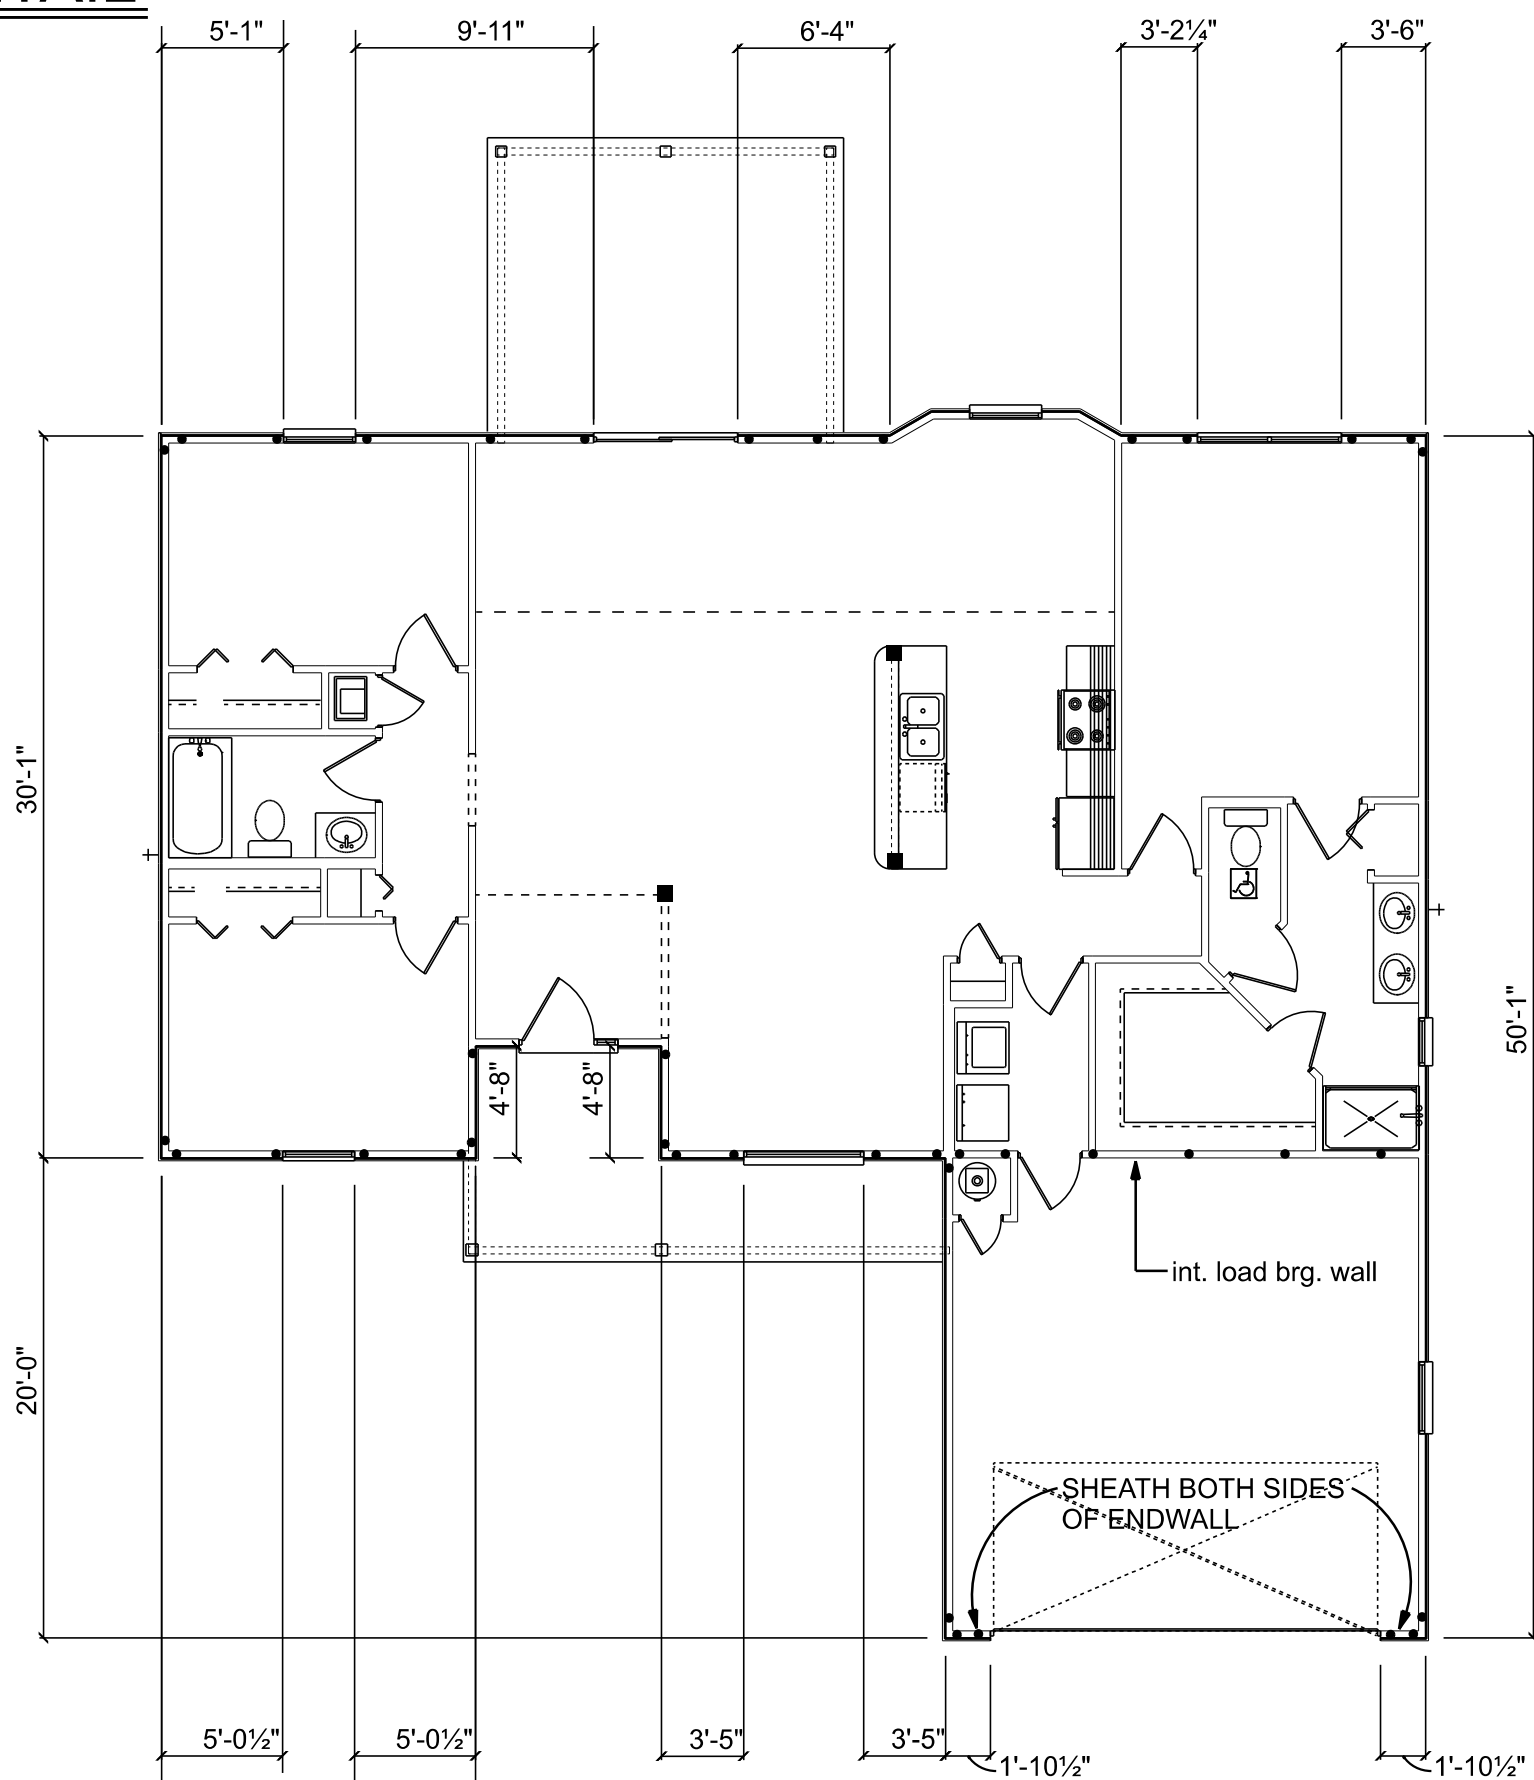 5'-1" 9'-11" 6'-4" 3'-2¼" 3'-6"
30'-1"
4'-8" 4'-8"
50'-1"
int. load brg. wall
20'-0"
SHEATH BOTH SIDES
OF ENDWALL
5'-0½" 5'-0½" 3'-5" 3'-5"
1'-10½" 1'-10½"